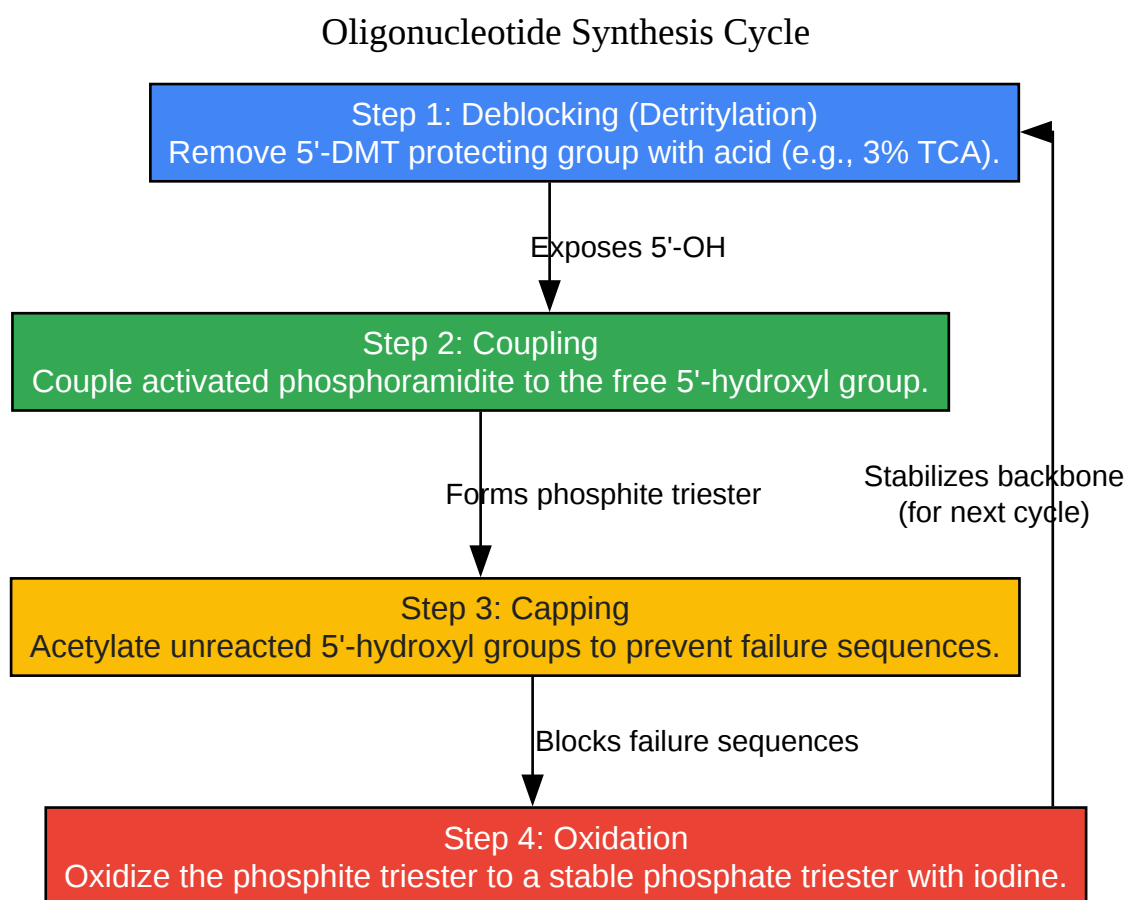 Oligonucleotide Synthesis Cycle
Step 1: Deblocking (Detritylation)
Remove 5'-DMT protecting group with acid (e.g., 3% TCA).
Exposes 5'-OH
Step 2: Coupling
Couple activated phosphoramidite to the free 5'-hydroxyl group.
Forms phosphite triester
Stabilizes backbone
(for next cycle)
Step 3: Capping
Acetylate unreacted 5'-hydroxyl groups to prevent failure sequences.
Blocks failure sequences
Step 4: Oxidation
Oxidize the phosphite triester to a stable phosphate triester with iodine.